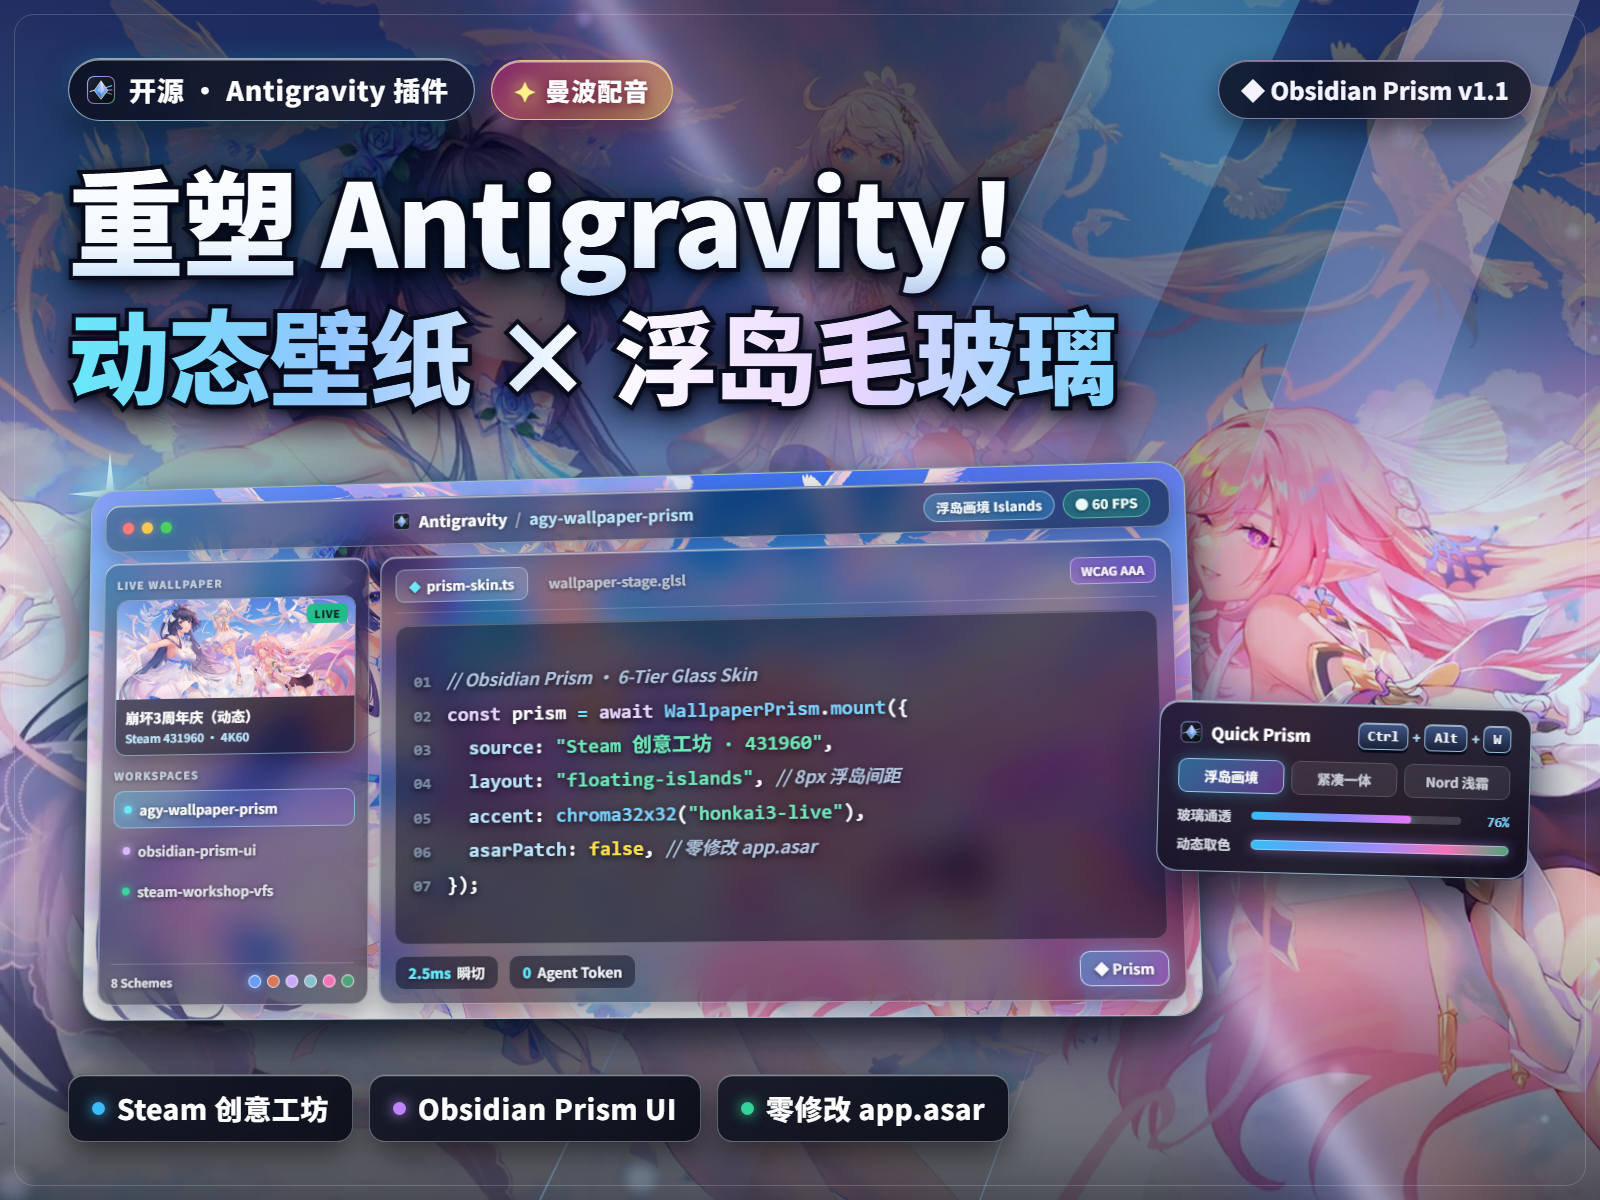 开源 · Antigravity 插件
曼波配音
Obsidian Prism v1.1
重塑 Antigravity!
动态壁纸 × 浮岛毛玻璃
Antigravity / agy-wallpaper-prism
浮岛画境 Islands
60 FPS
LIVE WALLPAPER
LIVE
崩坏3周年庆（动态）
Steam 431960 · 4K60
WORKSPACES
agy-wallpaper-prism
obsidian-prism-ui
steam-workshop-vfs
8 Schemes
prism-skin.ts
wallpaper-stage.glsl
WCAG AAA
01 // Obsidian Prism · 6-Tier Glass Skin
02 const prism = await WallpaperPrism.mount({
03 source: "Steam 创意工坊 · 431960",
04 layout: "floating-islands", // 8px 浮岛间距
05 accent: chroma32x32("honkai3-live"),
06 asarPatch: false, // 零修改 app.asar
07 });
2.5ms 瞬切
0 Agent Token
Prism
Quick Prism
Ctrl + Alt + W
浮岛画境
紧凑一体
Nord 浅霜
玻璃通透
76%
动态取色
Steam 创意工坊
Obsidian Prism UI
零修改 app.asar